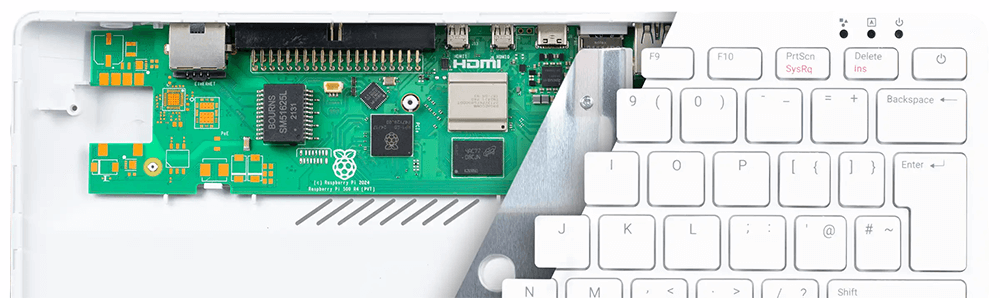 HDMI
ETHERNET
BOURNS
SM51625L
2131
PoE
(c) Raspberry Pi 2024
Raspberry Pi 500 8G [PVT]
A
F9
F10
PrtScn
SysRq
Delete
Ins
9 (
0 )
- _
= +
Backspace ←
I
O
P
[ {
] }
Enter ↵
J
K
L
; :
' @
# ~
N
M
, <
. >
/ ?
Shift